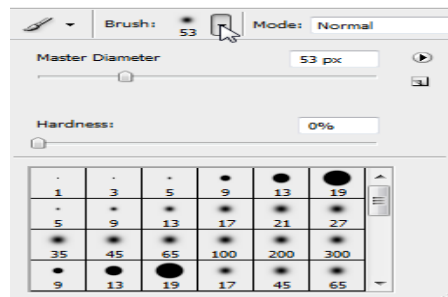 Brush: 53 Mode: Normal
Master Diameter 53 px
Hardness: 0%
1 3 5 9 13 19
5 9 13 17 21 27
35 45 65 100 200 300
9 13 19 17 45 65